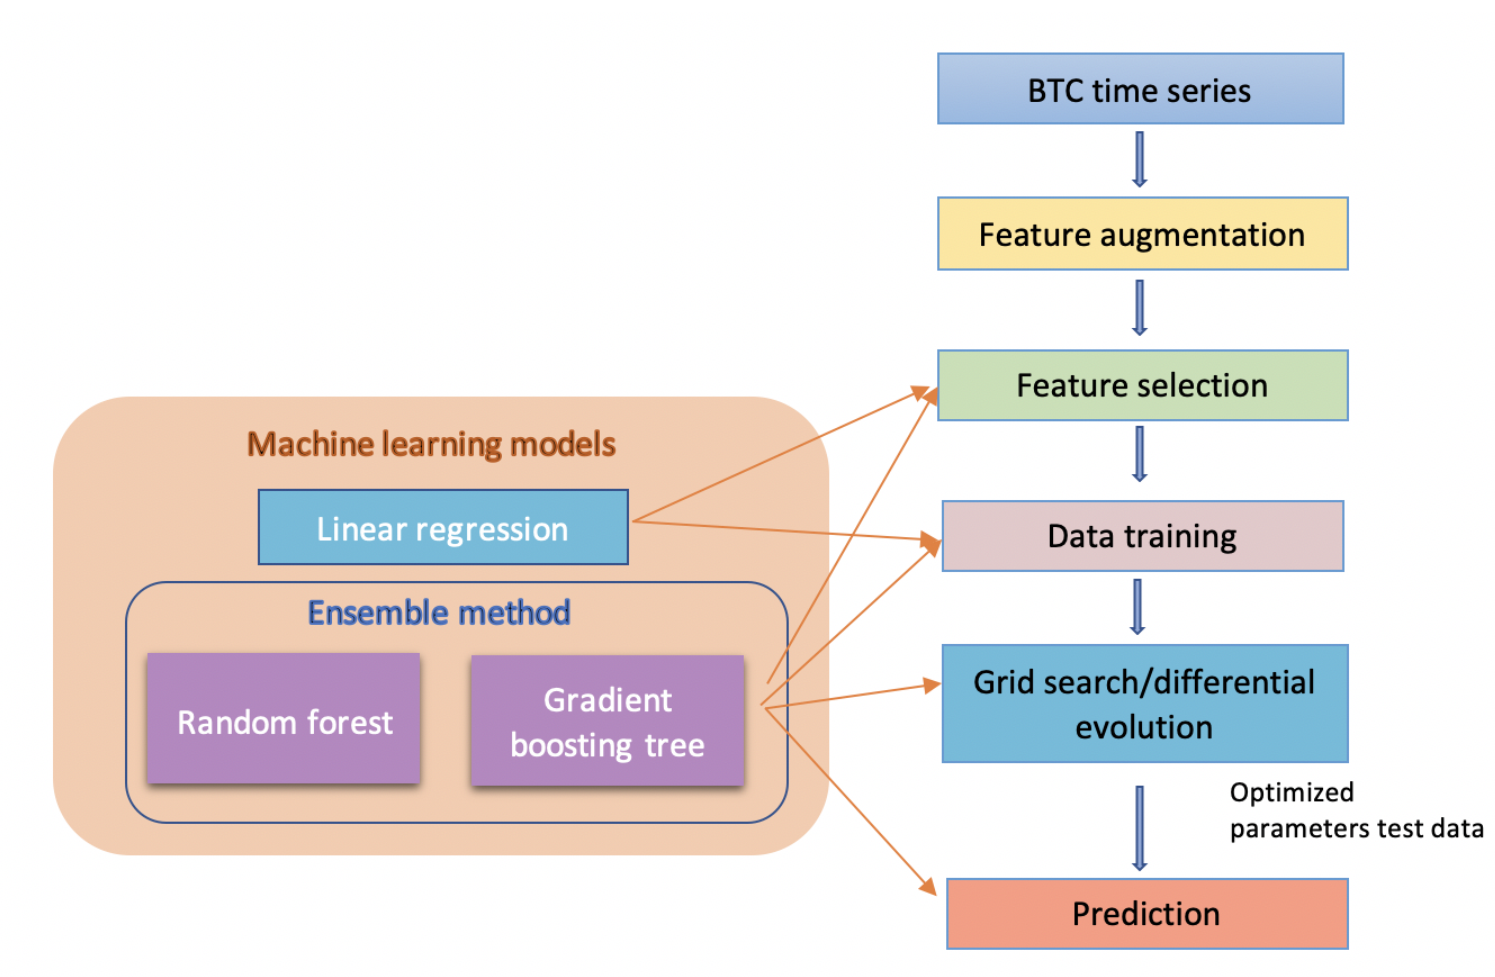 BTC time series
Feature augmentation
Feature selection
Machine learning models
Linear regression
Data training
Ensemble method
Random forest
Gradient
boosting tree
Grid search/differential
evolution
Optimized
parameters test data
Prediction